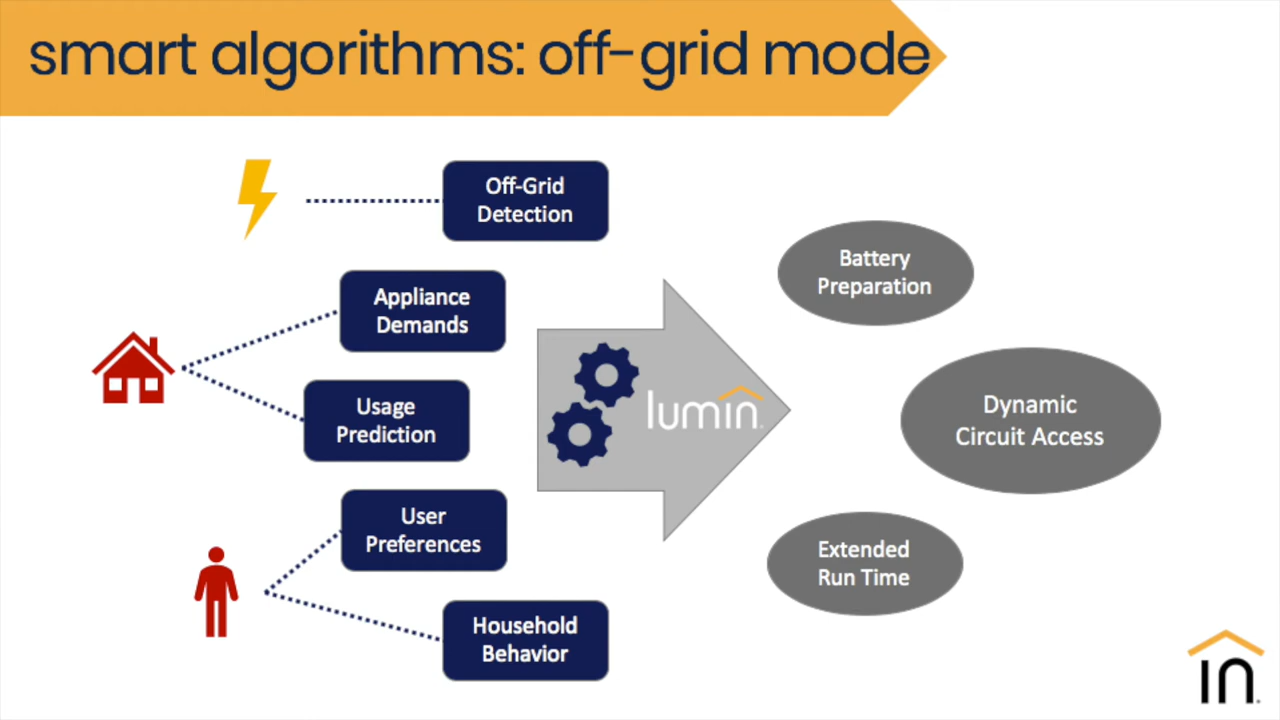 smart algorithms: off-grid mode
Off-Grid
Detection
Appliance
Demands
Usage
Prediction
User
Preferences
Household
Behavior
lumin
Battery
Preparation
Dynamic
Circuit Access
Extended
Run Time
in